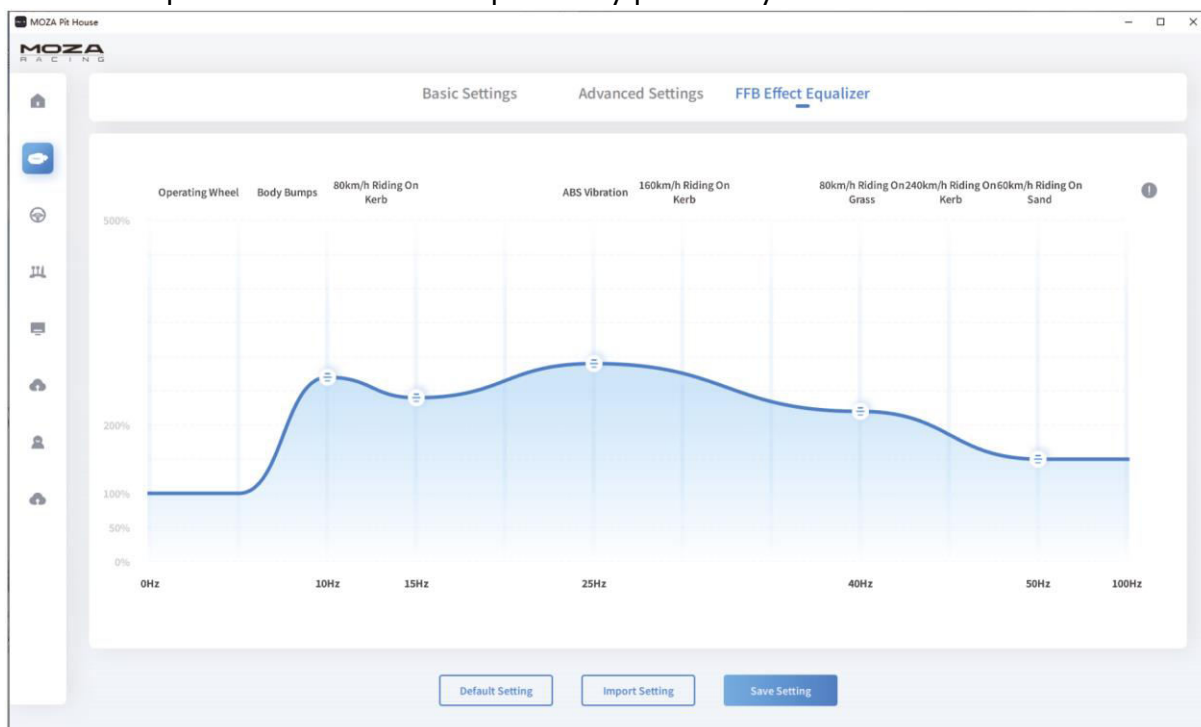 MOZA Pit House
MOZA
RACING
Basic Settings Advanced Settings FFB Effect Equalizer
Operating Wheel Body Bumps 80km/h Riding On Kerb ABS Vibration 160km/h Riding On Kerb 80km/h Riding On Grass 240km/h Riding On Kerb 60km/h Riding On Sand
500%
200%
100%
50%
0%
0Hz 10Hz 15Hz 25Hz 40Hz 50Hz 100Hz
Default Setting Import Setting Save Setting